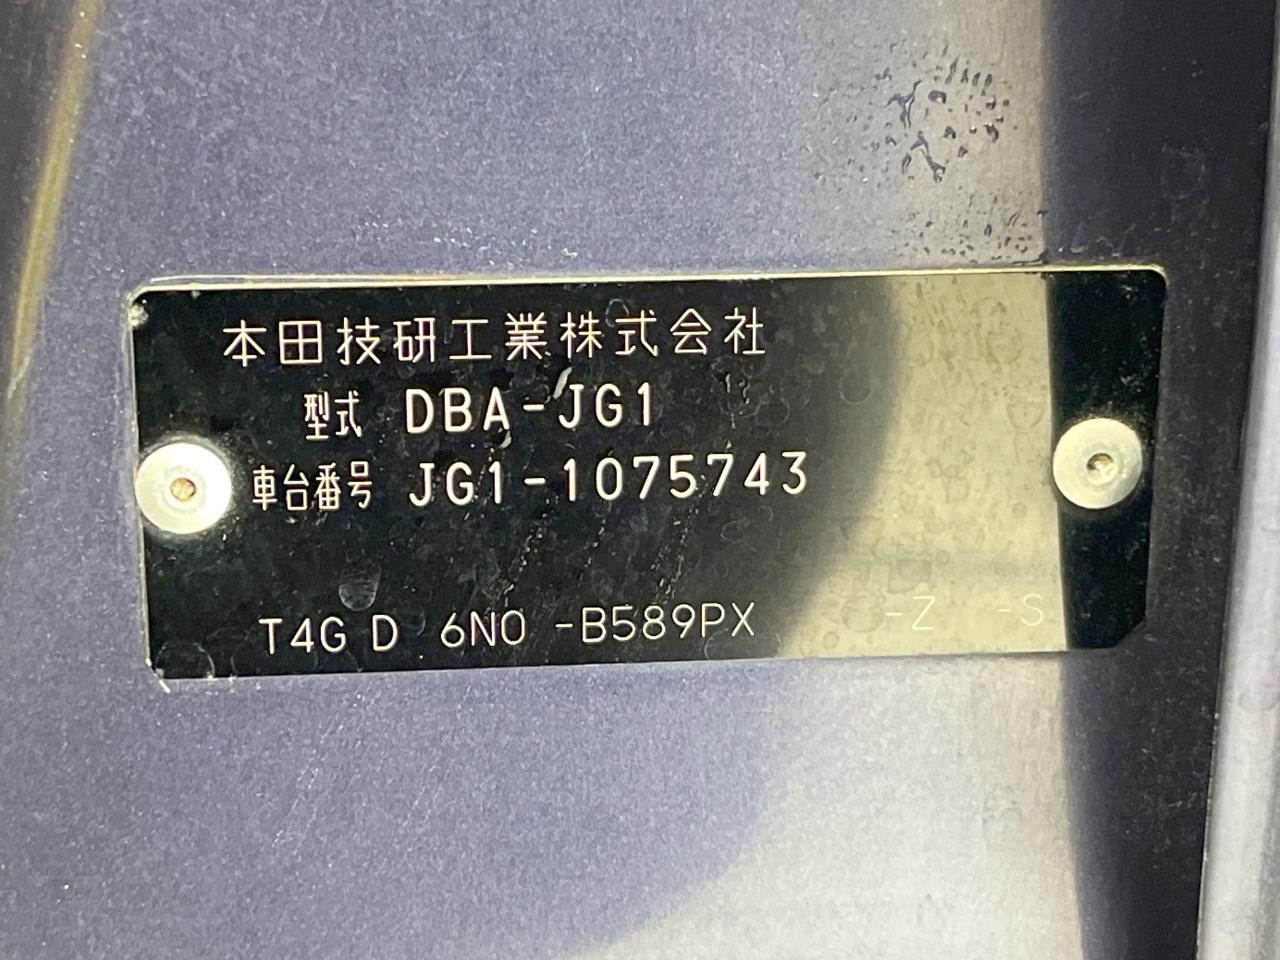 本田技研工業株式会社
型式 DBA-JG1
車台番号 JG1-1075743
T4G D 6N0 -B589PX -Z -S